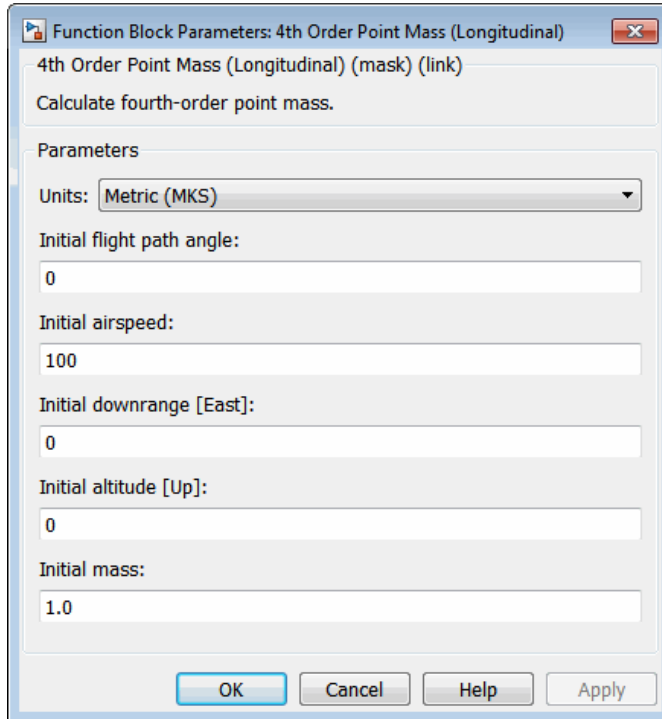 Function Block Parameters: 4th Order Point Mass (Longitudinal)
4th Order Point Mass (Longitudinal) (mask) (link)
Calculate fourth-order point mass.
Parameters
Units: Metric (MKS)
Initial flight path angle:
0
Initial airspeed:
100
Initial downrange [East]:
0
Initial altitude [Up]:
0
Initial mass:
1.0
OK Cancel Help Apply